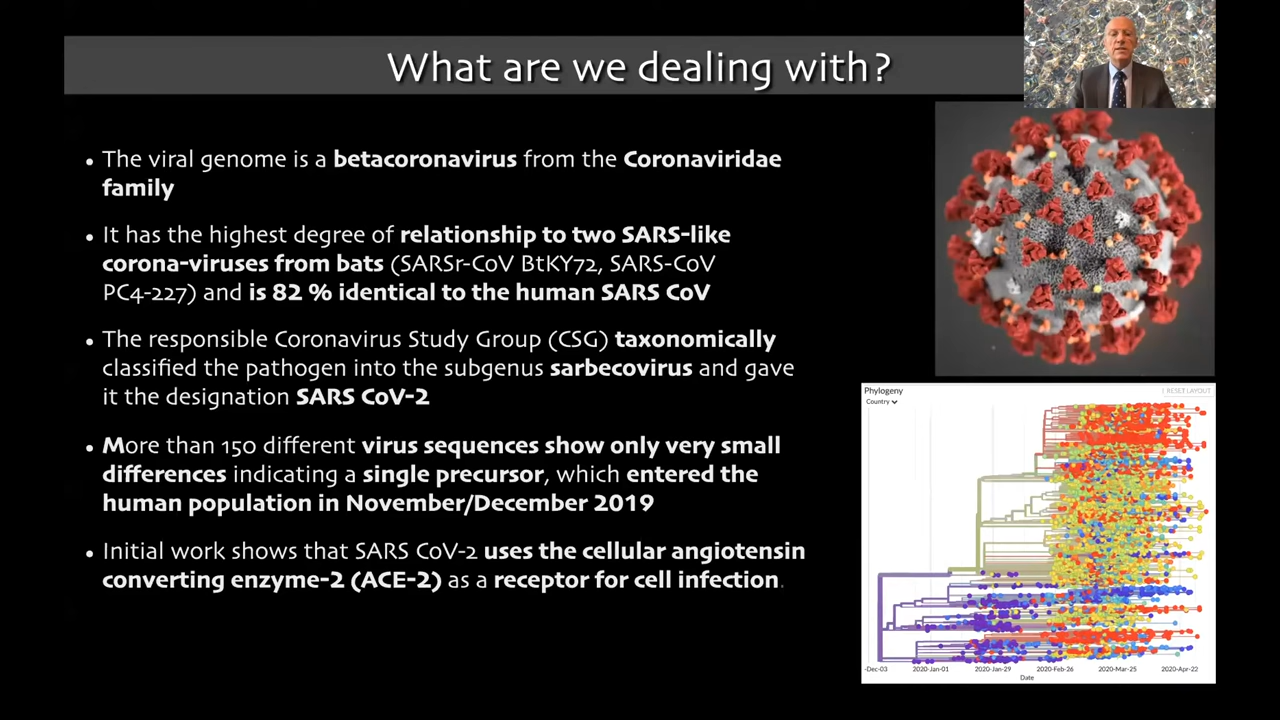 What are we dealing with?
• The viral genome is a betacoronavirus from the Coronaviridae
family
• It has the highest degree of relationship to two SARS-like
corona-viruses from bats (SARSr-CoV BtKY72, SARS-CoV
PC4-227) and is 82 % identical to the human SARS CoV
• The responsible Coronavirus Study Group (CSG) taxonomically
classified the pathogen into the subgenus sarbecovirus and gave
it the designation SARS CoV-2
• More than 150 different virus sequences show only very small
differences indicating a single precursor, which entered the
human population in November/December 2019
• Initial work shows that SARS CoV-2 uses the cellular angiotensin
converting enzyme-2 (ACE-2) as a receptor for cell infection.
Phylogeny
RESET LAYOUT
Country
-Dec-03 2020-Jan-01 2020-Jan-29 2020-Feb-26 2020-Mar-25 2020-Apr-22
Date